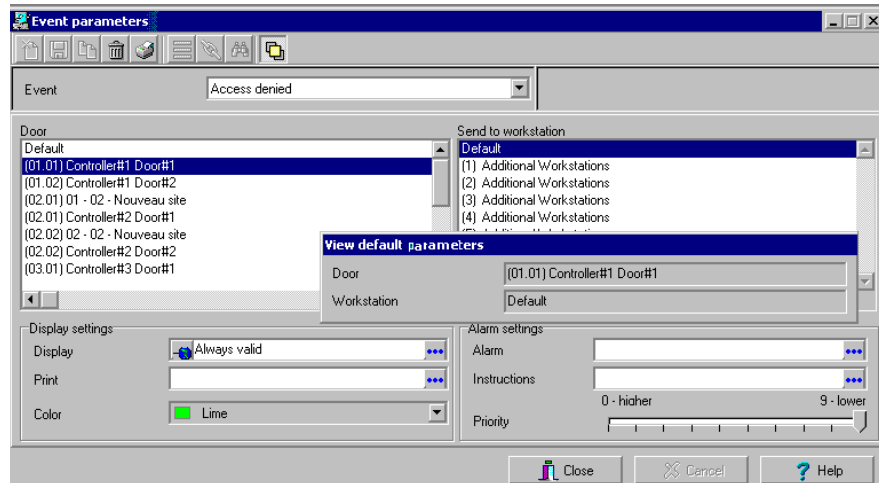 Event parameters
Event Access denied
Door
Default
(01.01) Controller#1 Door#1
(01.02) Controller#1 Door#2
(02.01) 01 - 02 - Nouveau site
(02.01) Controller#2 Door#1
(02.02) 02 - 02 - Nouveau site
(02.02) Controller#2 Door#2
(03.01) Controller#3 Door#1
Send to workstation
Default
(1) Additional Workstations
(2) Additional Workstations
(3) Additional Workstations
(4) Additional Workstations
View default parameters
Door (01.01) Controller#1 Door#1
Workstation Default
Display settings
Display Always valid
Print
Color Lime
Alarm settings
Alarm
Instructions
0 - higher 9 - lower
Priority
Close Cancel Help